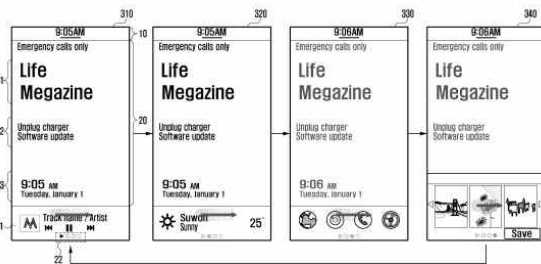 310
320
330
340
9:05AM
Emergency calls only
Life
Megazine
Unplug charger
Software update
9:05 AM
Tuesday, January 1
Track name / Artist
22
10
20
9:05AM
Emergency calls only
Life
Megazine
Unplug charger
Software update
9:05 AM
Tuesday, January 1
Suwon
Sunny
25°
9:06AM
Emergency calls only
Life
Megazine
Unplug charger
Software update
9:06 AM
Tuesday, January 1
9:06AM
Emergency calls only
Life
Megazine
Unplug charger
Software update
Save